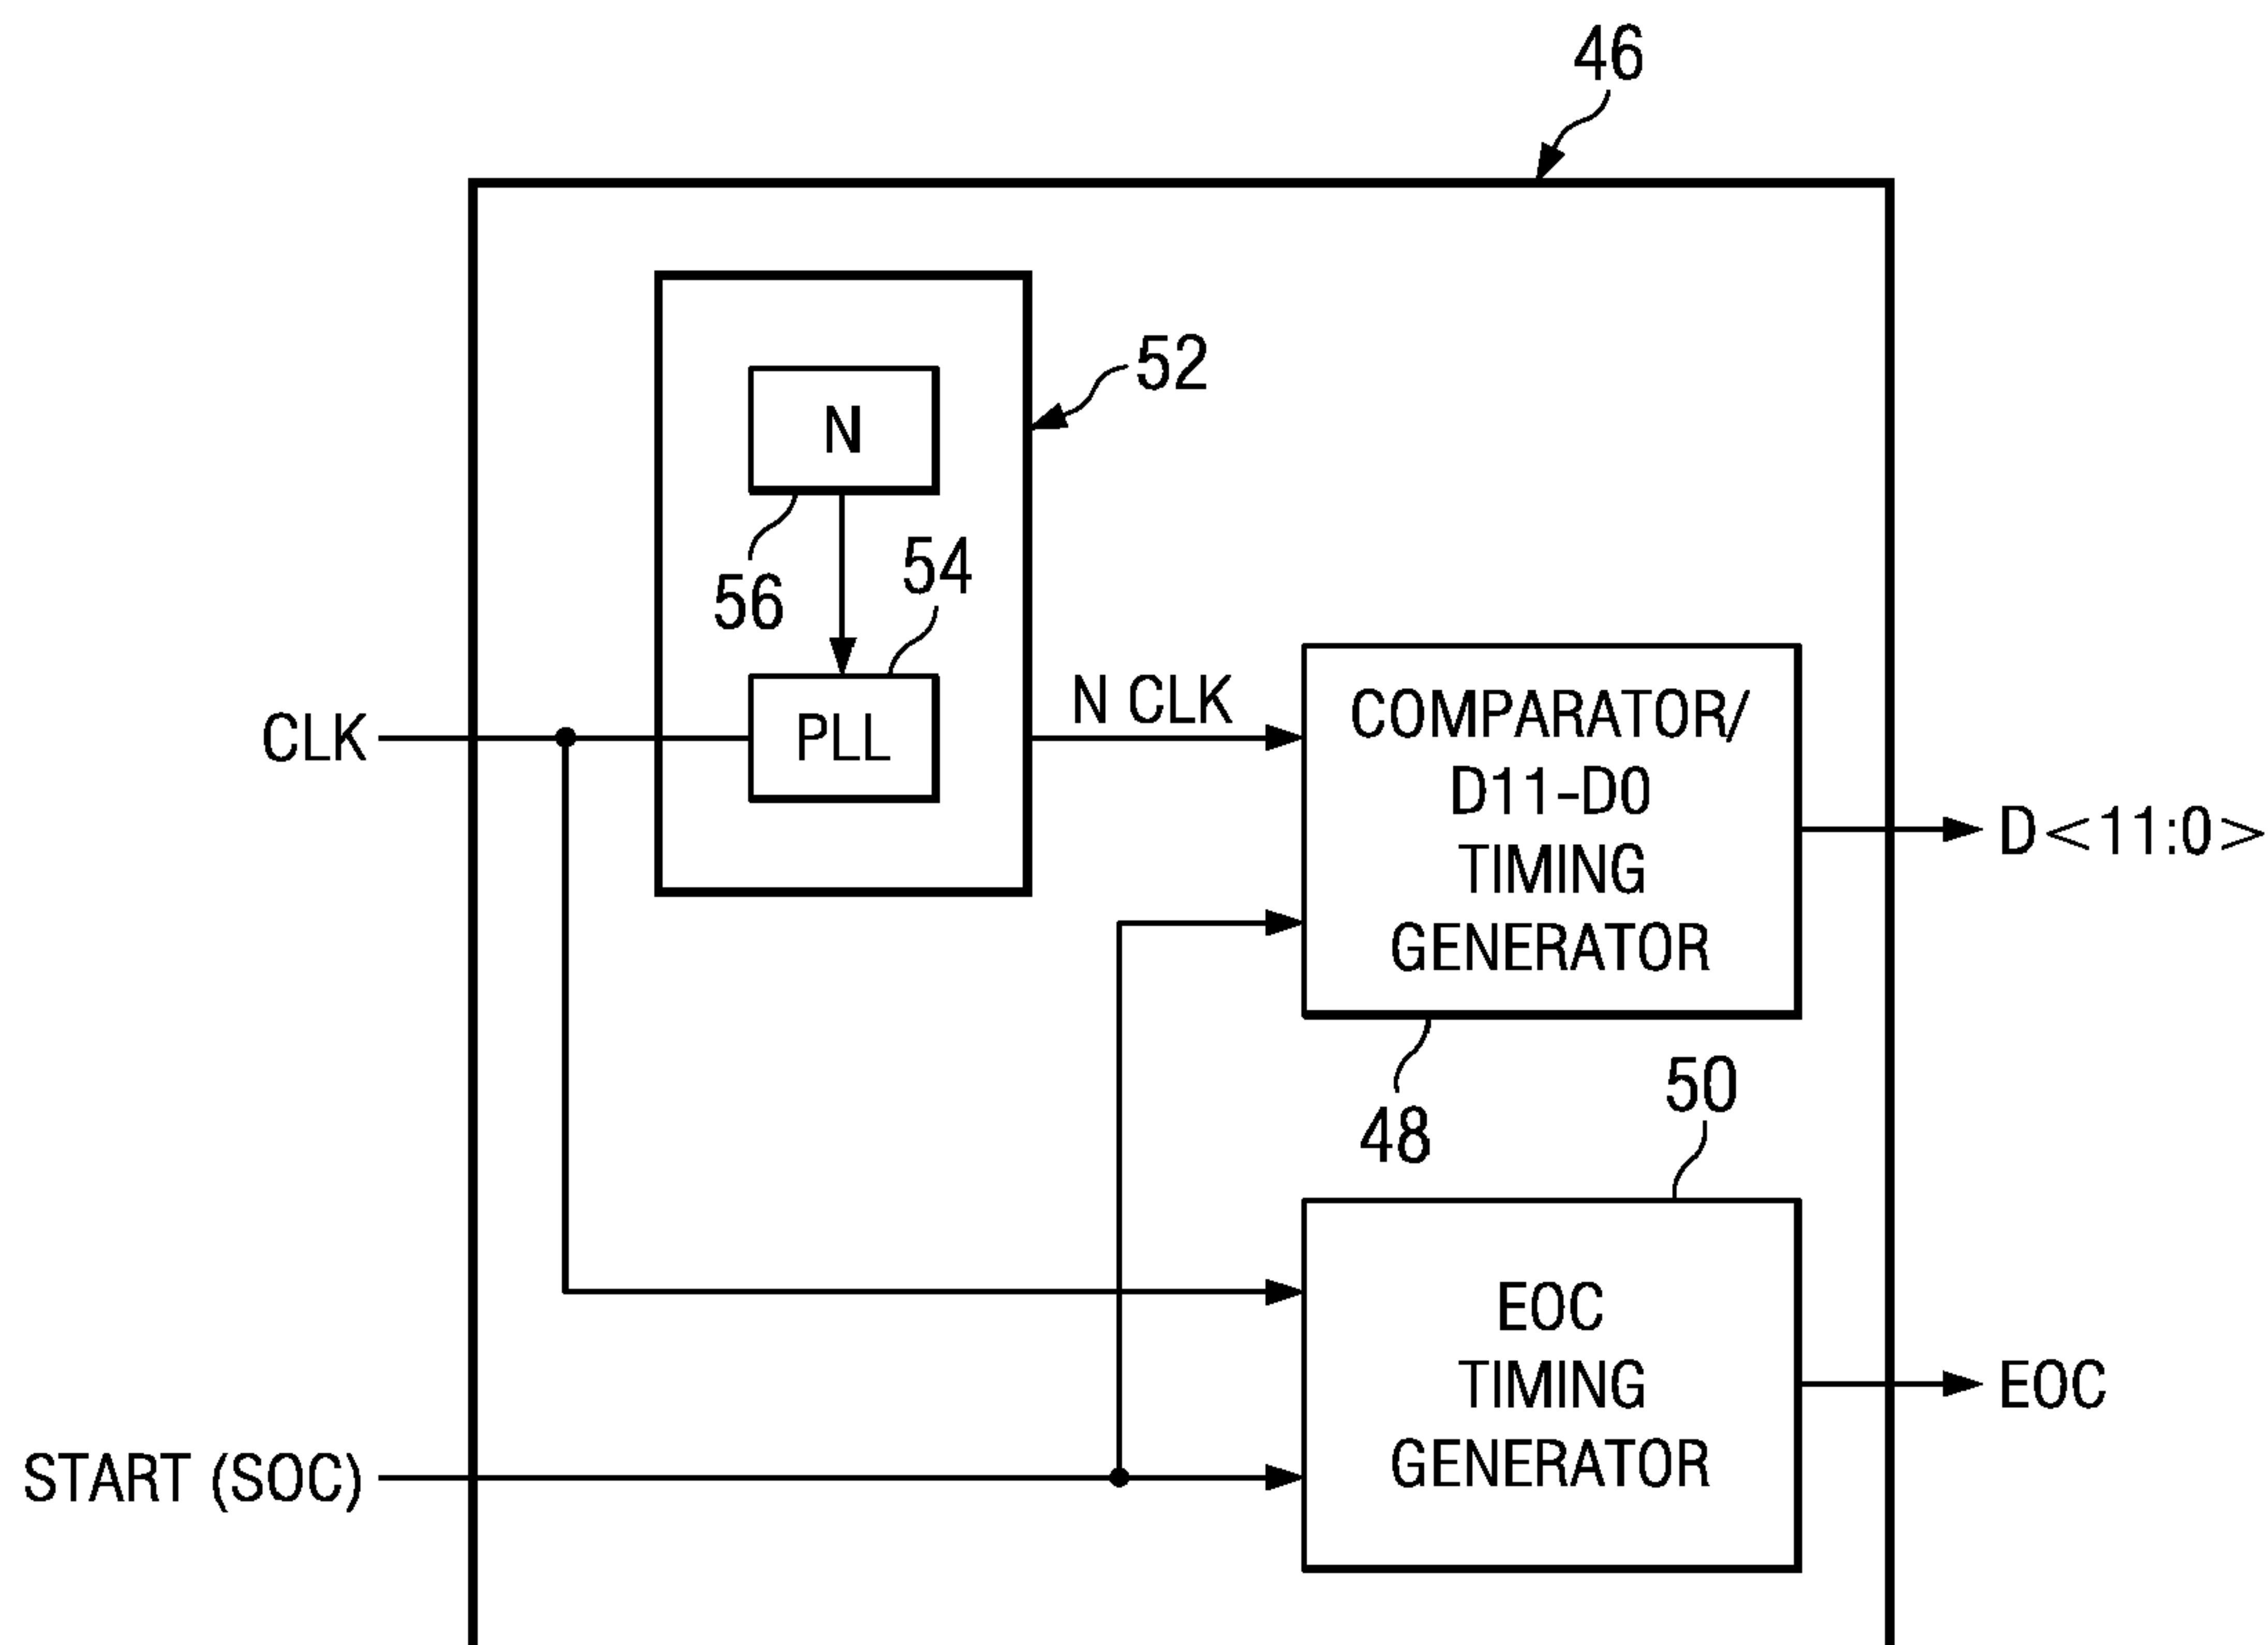 46
52
N
56
54
CLK
PLL
N CLK
COMPARATOR/
D11-D0
TIMING
GENERATOR
D<11:0>
48
50
EOC
TIMING
GENERATOR
EOC
START (SOC)